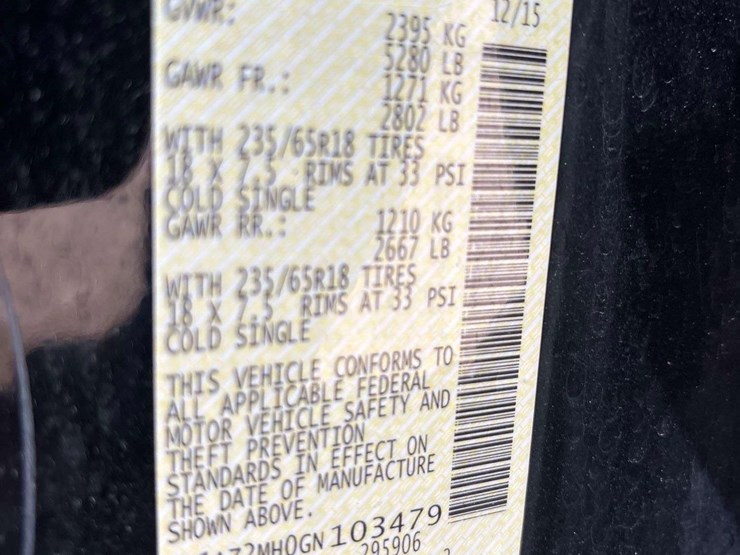 GVWR: 12/15
2395 KG
5280 LB
GAWR FR.: 1271 KG
2802 LB
WITH 235/65R18 TIRES
18 X 7.5 RIMS AT 33 PSI
COLD SINGLE
GAWR RR.: 1210 KG
2667 LB
WITH 235/65R18 TIRES
18 X 7.5 RIMS AT 33 PSI
COLD SINGLE
THIS VEHICLE CONFORMS TO
ALL APPLICABLE FEDERAL
MOTOR VEHICLE SAFETY AND
THEFT PREVENTION
STANDARDS IN EFFECT ON
THE DATE OF MANUFACTURE
SHOWN ABOVE.
103479
295906